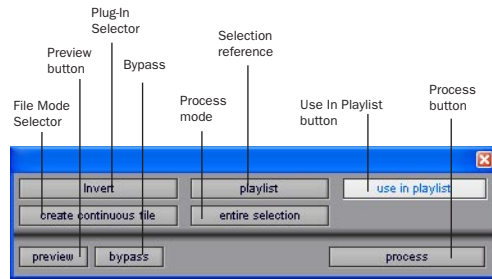 Plug-In
Selector
Selection
reference
Preview
button
Bypass
Process
button
File Mode
Selector
Process
mode
Use In Playlist
button
Invert
playlist
use in playlist
create continuous file
entire selection
preview
bypass
process